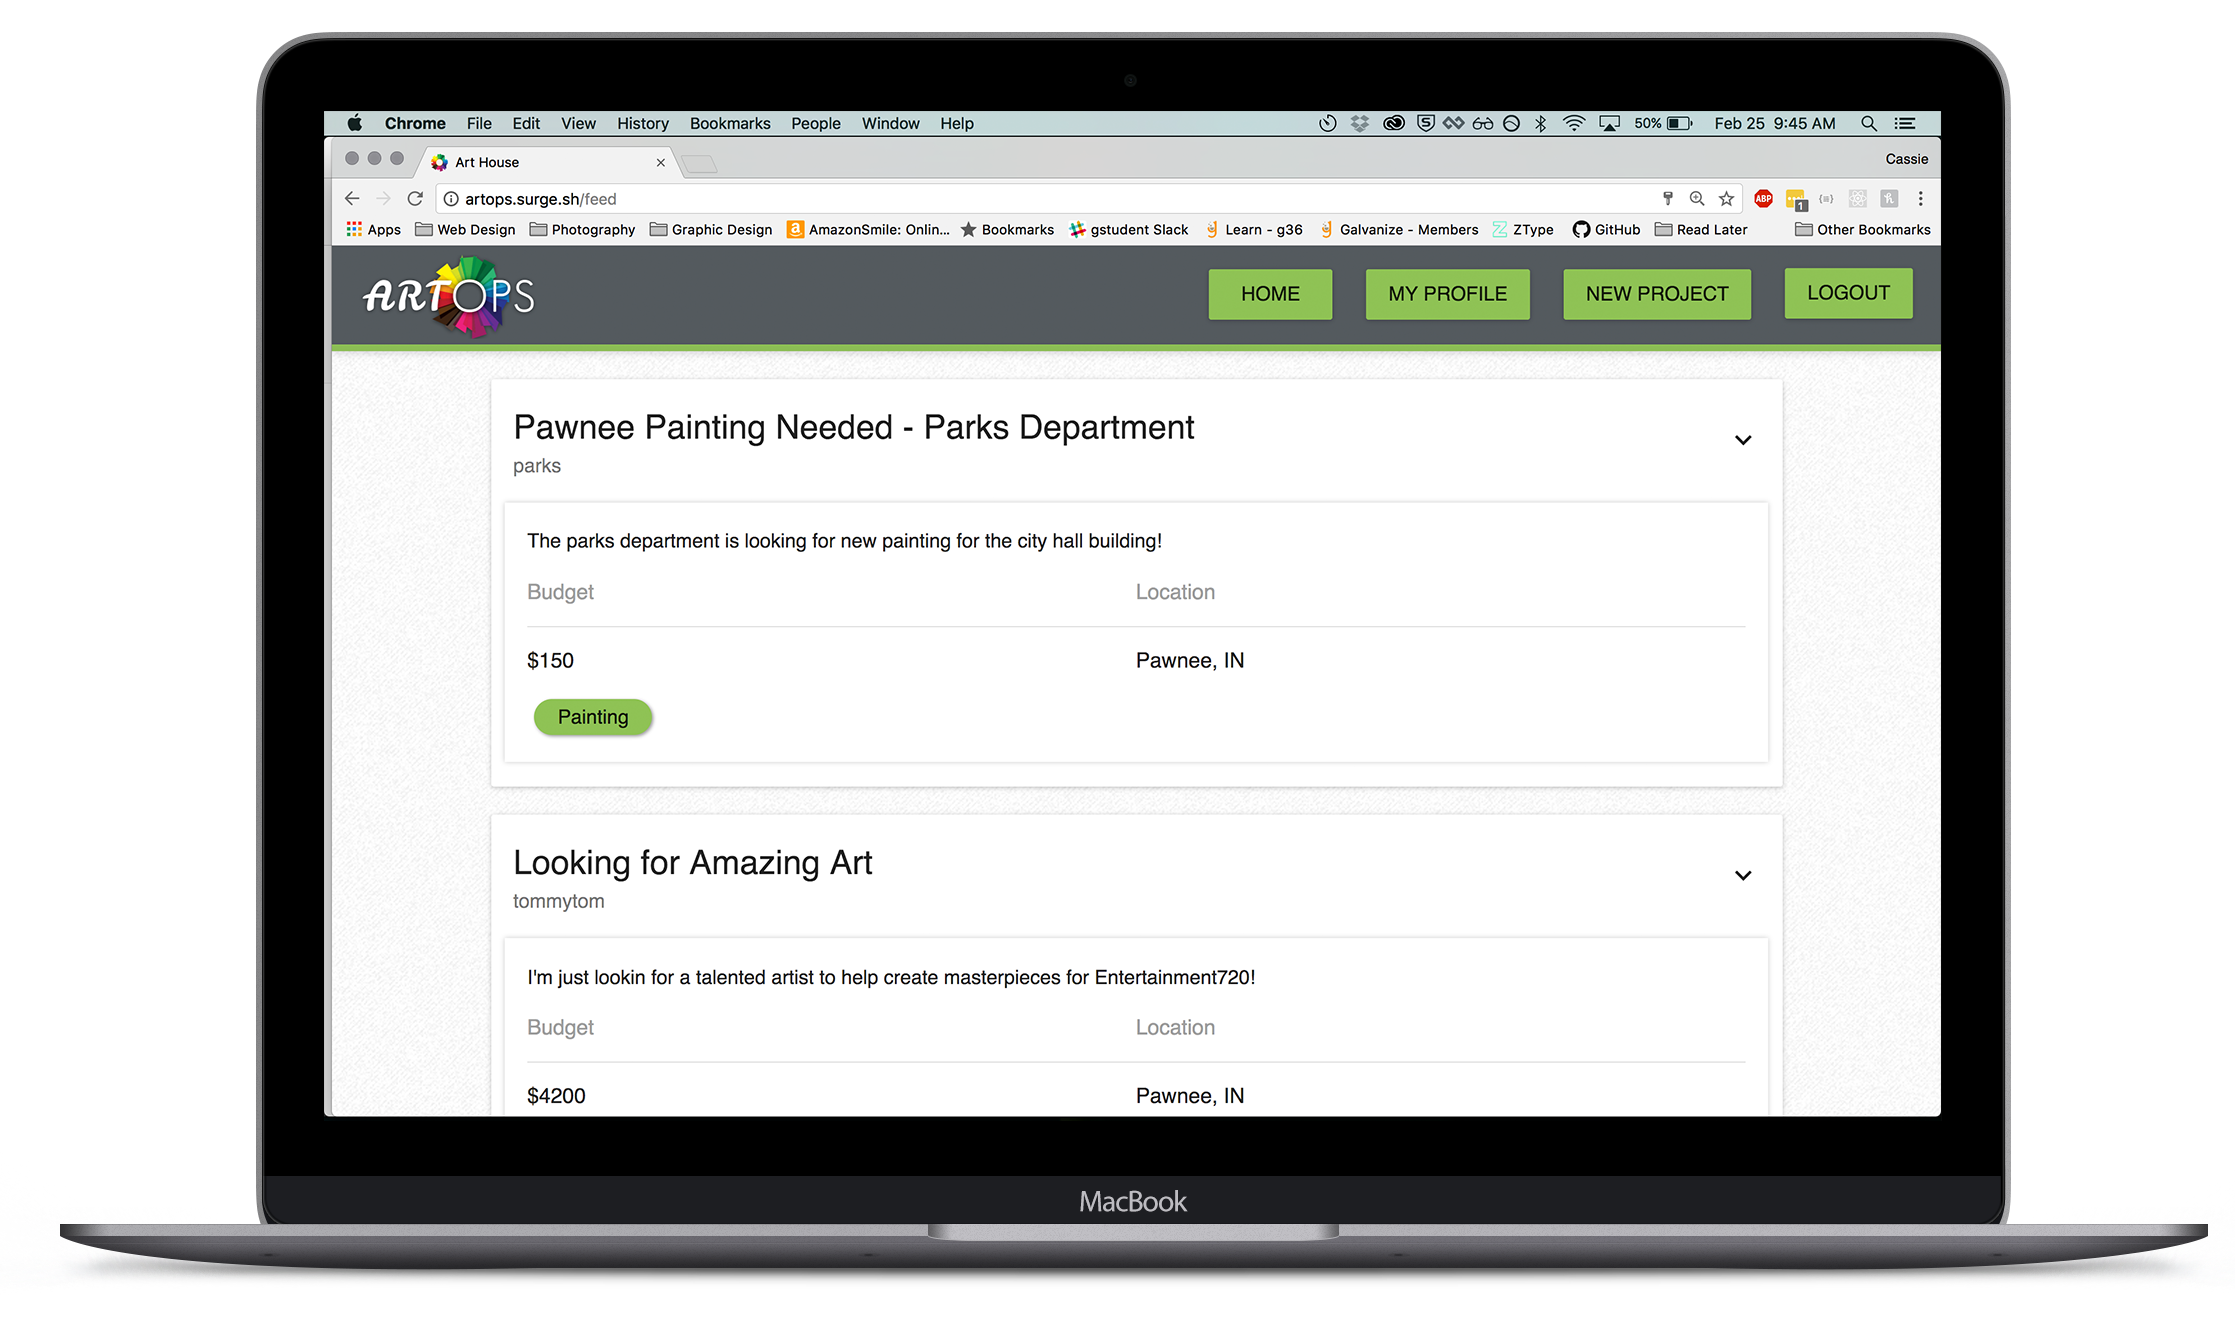 Chrome File Edit View History Bookmarks People Window Help 50% Feb 25 9:45 AM
Art House Cassie
artops.surge.sh/feed ABP 1
Apps Web Design Photography Graphic Design AmazonSmile: Onlin... Bookmarks gstudent Slack Learn - g36 Galvanize - Members ZType GitHub Read Later Other Bookmarks
ARTOPS HOME MY PROFILE NEW PROJECT LOGOUT
Pawnee Painting Needed - Parks Department
parks
The parks department is looking for new painting for the city hall building!
Budget Location
$150 Pawnee, IN
Painting
Looking for Amazing Art
tommytom
I'm just lookin for a talented artist to help create masterpieces for Entertainment720!
Budget Location
$4200 Pawnee, IN
MacBook